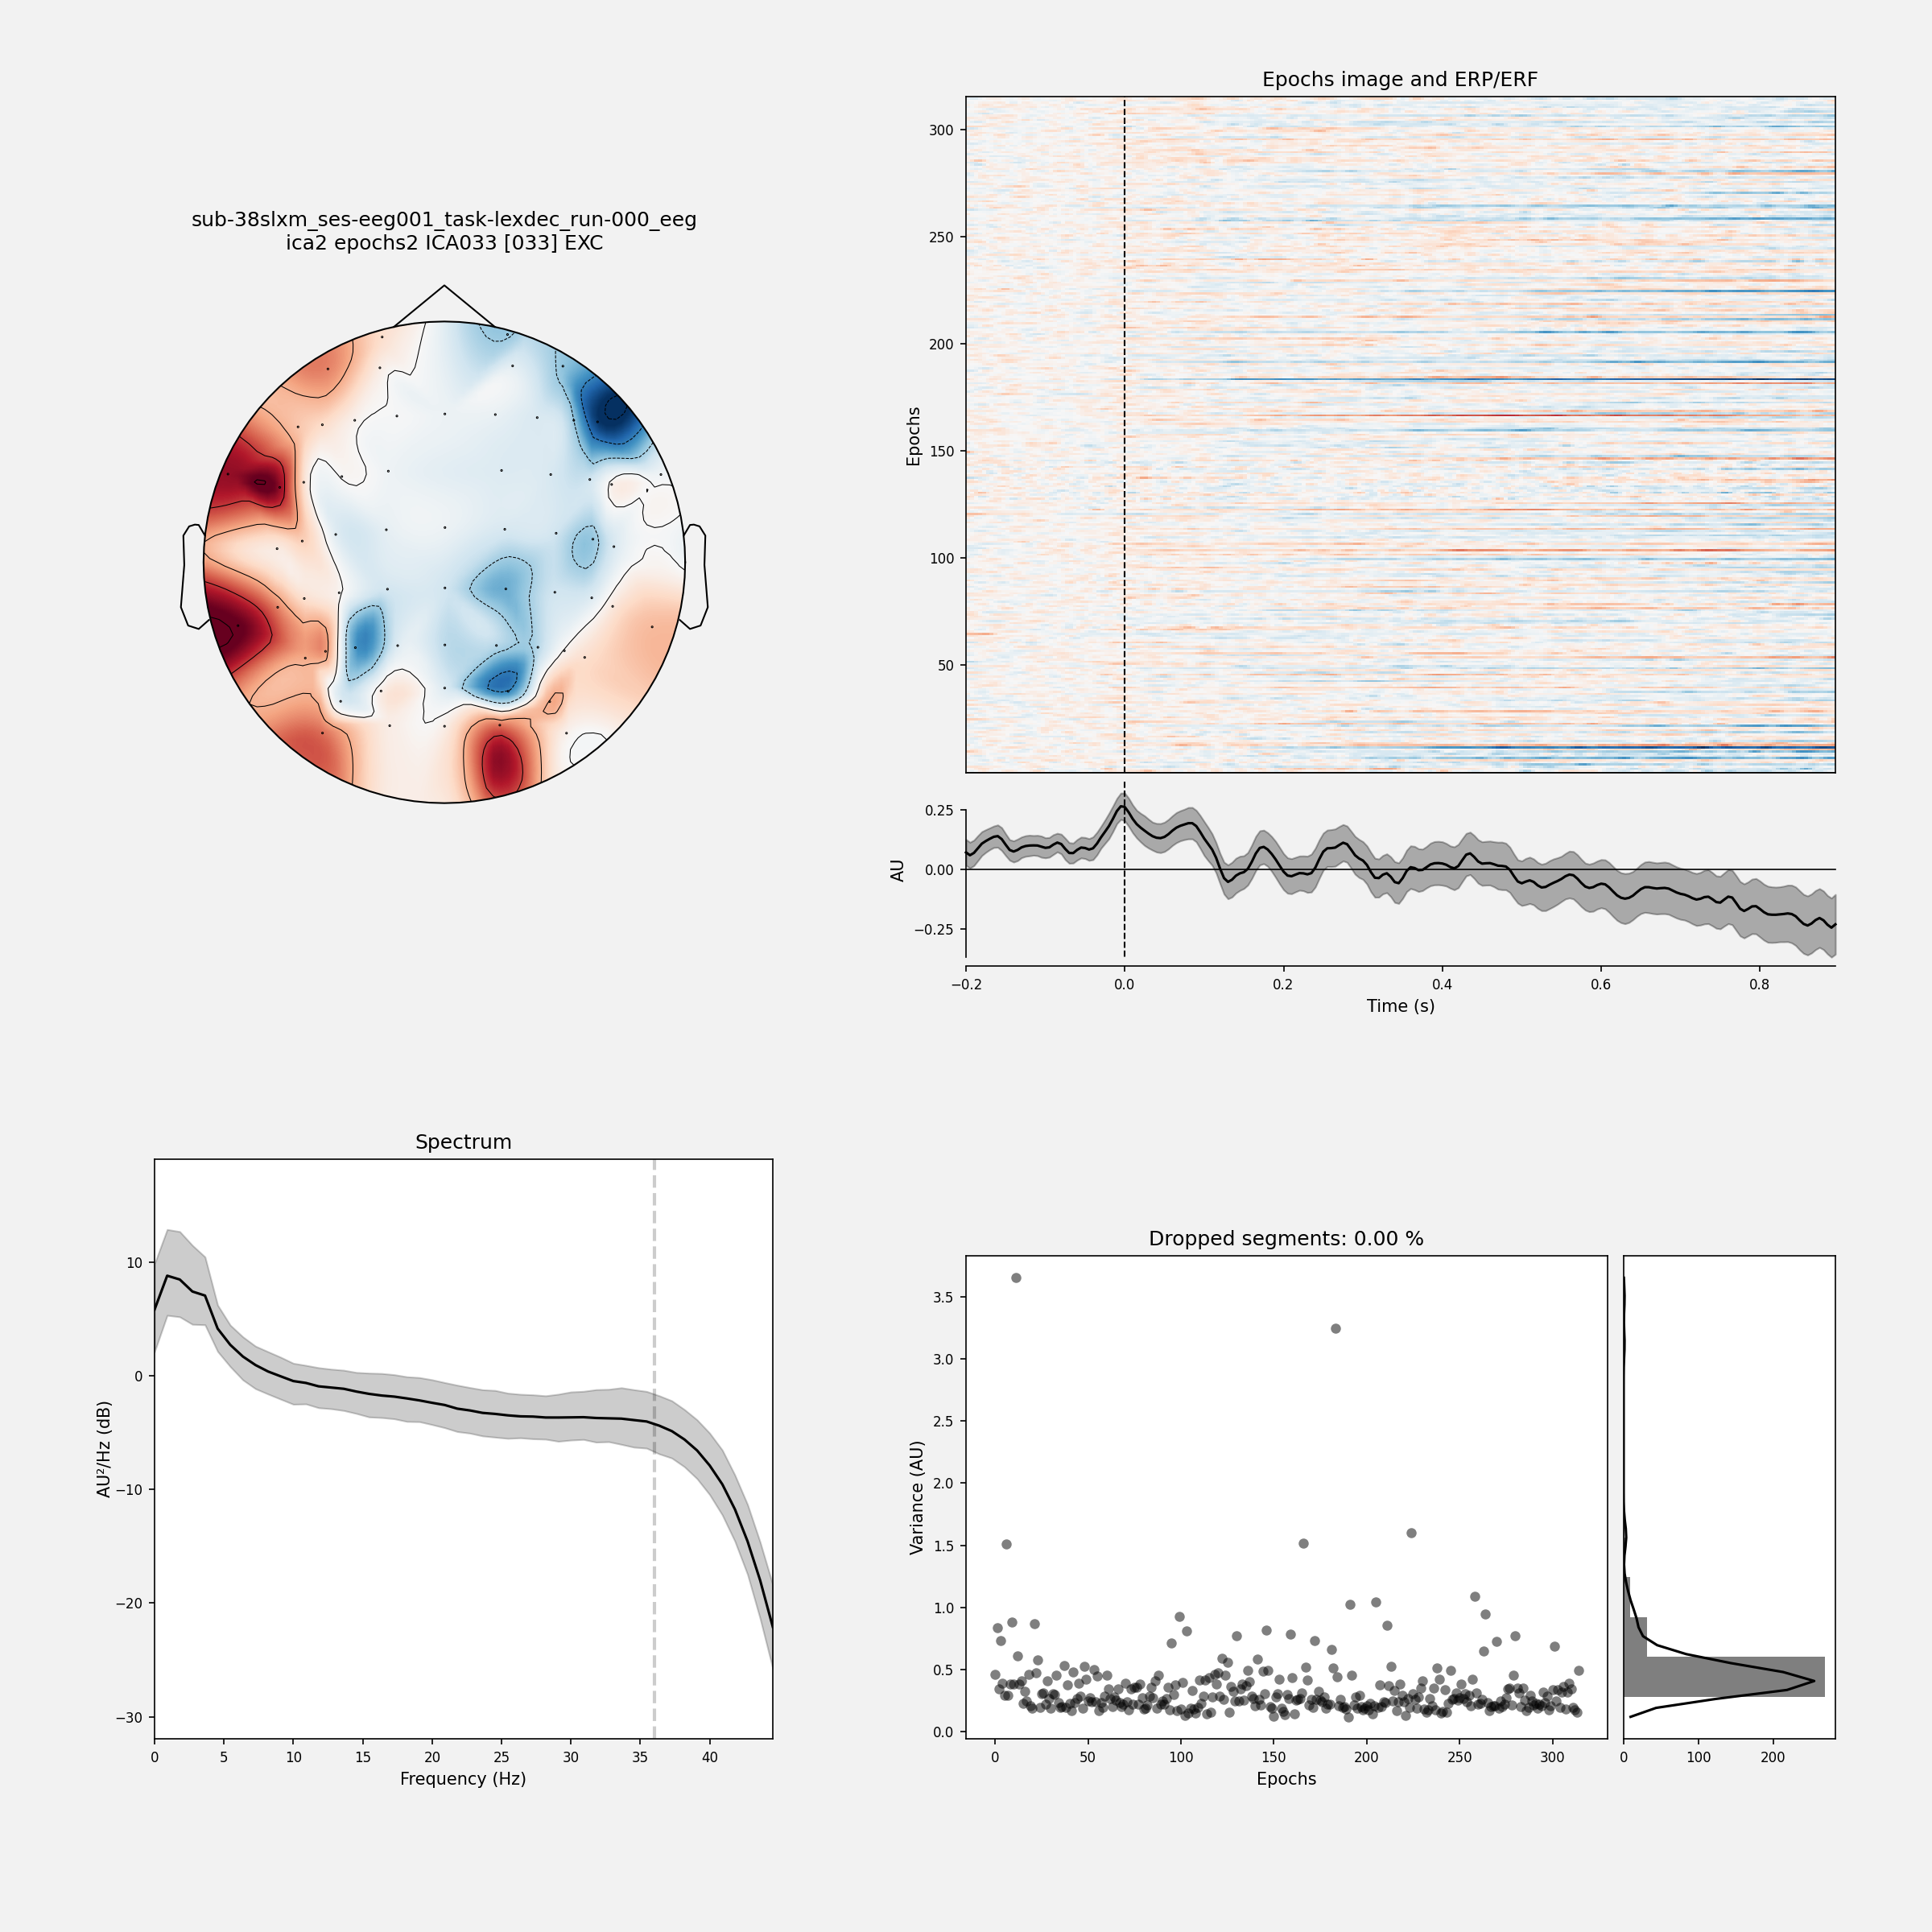 sub-38slxm_ses-eeg001_task-lexdec_run-000_eeg
ica2 epochs2 ICA033 [033] EXC
Epochs image and ERP/ERF
300
250
200
150
100
50
Epochs
0.25
0.00
−0.25
AU
−0.2 0.0 0.2 0.4 0.6 0.8
Time (s)
Spectrum
10
0
−10
−20
−30
AU²/Hz (dB)
0 5 10 15 20 25 30 35 40
Frequency (Hz)
Dropped segments: 0.00 %
3.5
3.0
2.5
2.0
1.5
1.0
0.5
0.0
Variance (AU)
0 50 100 150 200 250 300
Epochs
0 100 200